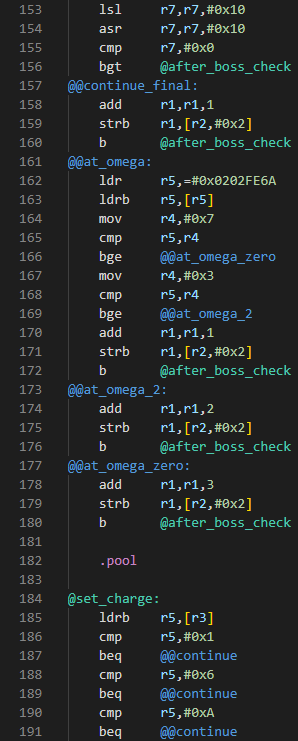 153 lsl r7,r7,#0x10
154 asr r7,r7,#0x10
155 cmp r7,#0x0
156 bgt @after_boss_check
157 @@continue_final:
158 add r1,r1,1
159 strb r1,[r2,#0x2]
160 b @after_boss_check
161 @@at_omega:
162 ldr r5,=#0x0202FE6A
163 ldrb r5,[r5]
164 mov r4,#0x7
165 cmp r5,r4
166 bge @@at_omega_zero
167 mov r4,#0x3
168 cmp r5,r4
169 bge @@at_omega_2
170 add r1,r1,1
171 strb r1,[r2,#0x2]
172 b @after_boss_check
173 @@at_omega_2:
174 add r1,r1,2
175 strb r1,[r2,#0x2]
176 b @after_boss_check
177 @@at_omega_zero:
178 add r1,r1,3
179 strb r1,[r2,#0x2]
180 b @after_boss_check
181
182 .pool
183
184 @set_charge:
185 ldrb r5,[r3]
186 cmp r5,#0x1
187 beq @@continue
188 cmp r5,#0x6
189 beq @@continue
190 cmp r5,#0xA
191 beq @@continue